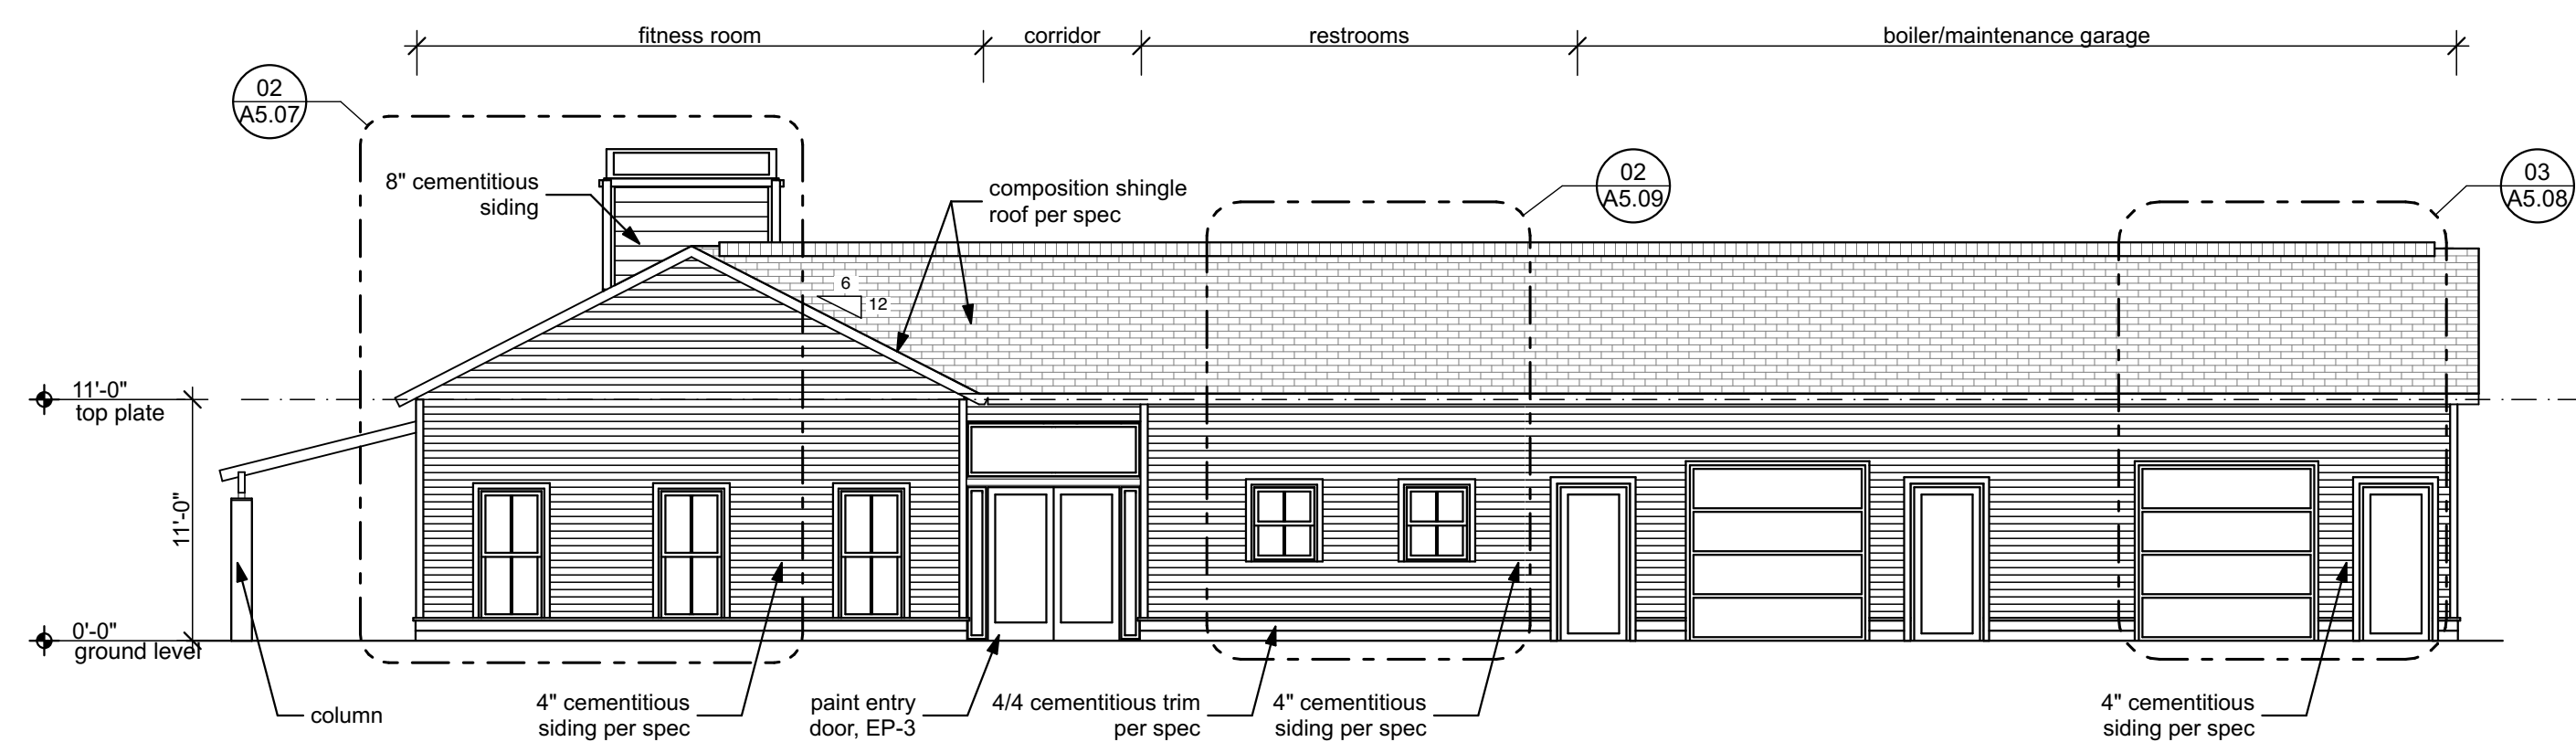 fitness room
corridor
restrooms
boiler/maintenance garage
02
A5.07
8" cementitious
siding
composition shingle
roof per spec
02
A5.09
03
A5.08
6
12
11'-0"
top plate
11'-0"
0'-0"
ground level
column
4" cementitious
siding per spec
paint entry
door, EP-3
4/4 cementitious trim
per spec
4" cementitious
siding per spec
4" cementitious
siding per spec